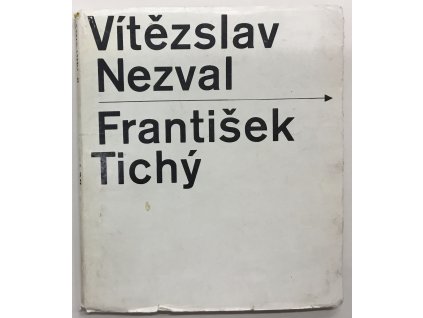 Vítězslav
Nezval
František
Tichý